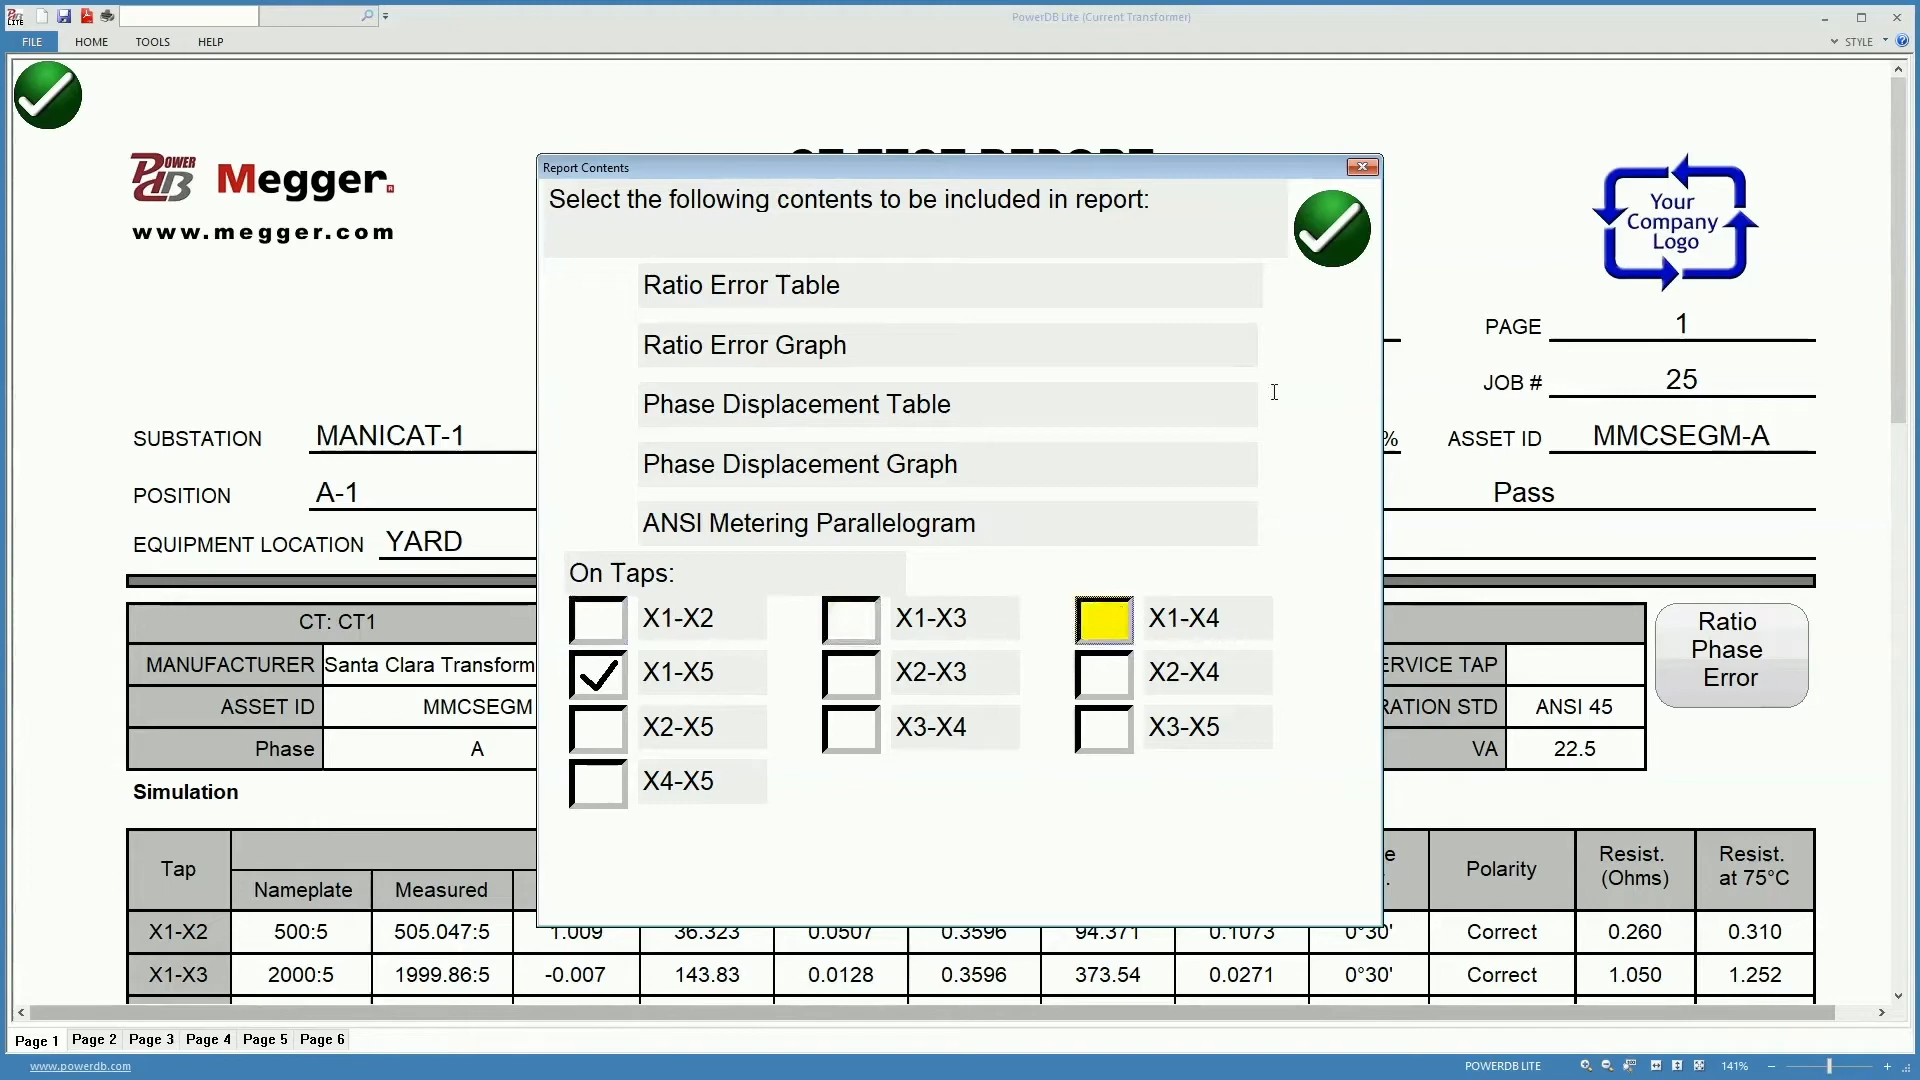 PowerDB Lite (Current Transformer)
FILE HOME TOOLS HELP
STYLE
POWER DB Megger.
www.megger.com
CT TEST REPORT
Your Company Logo
Report Contents
Select the following contents to be included in report:
Ratio Error Table
Ratio Error Graph
Phase Displacement Table
Phase Displacement Graph
ANSI Metering Parallelogram
On Taps:
X1-X2 X1-X3 X1-X4
X1-X5 X2-X3 X2-X4
X2-X5 X3-X4 X3-X5
X4-X5
PAGE 1
JOB # 25
SUBSTATION MANICAT-1 % ASSET ID MMCSEGM-A
POSITION A-1 Pass
EQUIPMENT LOCATION YARD
CT: CT1
MANUFACTURER Santa Clara Transform ERVICE TAP
ASSET ID MMCSEGM RATION STD ANSI 45
Phase A VA 22.5
Ratio
Phase
Error
Simulation
Tap Nameplate Measured e . Polarity Resist. (Ohms) Resist. at 75°C
X1-X2 500:5 505.047:5 1.009 36.323 0.0507 0.3596 94.371 0.1073 0°30' Correct 0.260 0.310
X1-X3 2000:5 1999.86:5 -0.007 143.83 0.0128 0.3596 373.54 0.0271 0°30' Correct 1.050 1.252
Page 1 Page 2 Page 3 Page 4 Page 5 Page 6
www.powerdb.com POWERDB LITE 141%